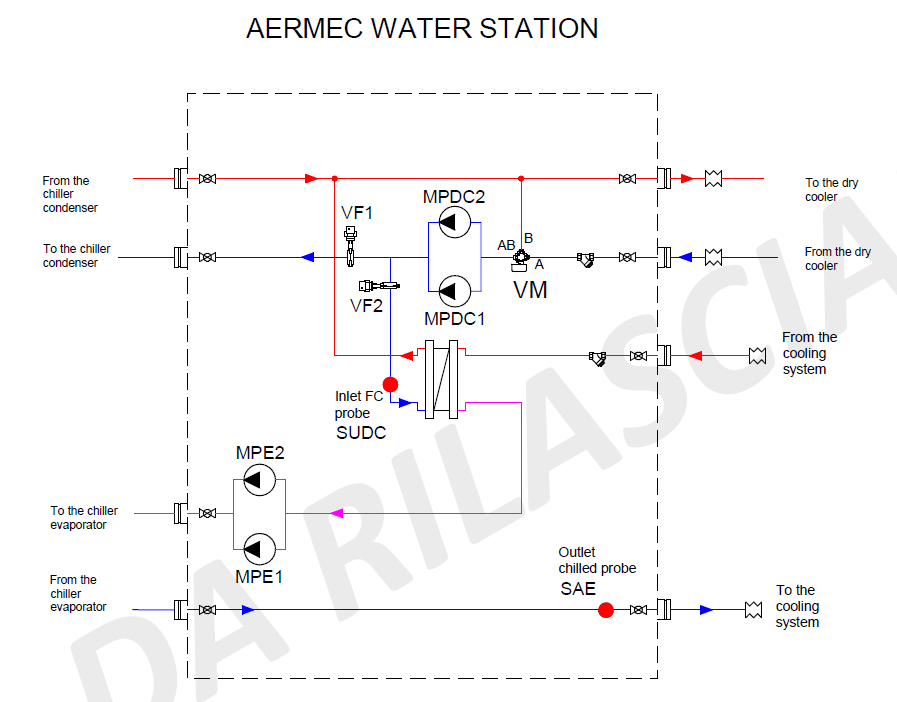 AERMEC WATER STATION
From the
chiller
condenser
To the dry
cooler
MPDC2
VF1
To the chiller
condenser
AB
B
A
From the dry
cooler
VM
VF2
MPDC1
From the
cooling
system
Inlet FC
probe
SUDC
MPE2
To the chiller
evaporator
MPE1
From the
chiller
evaporator
Outlet
chilled probe
SAE
To the
cooling
system
DA RILASCIA